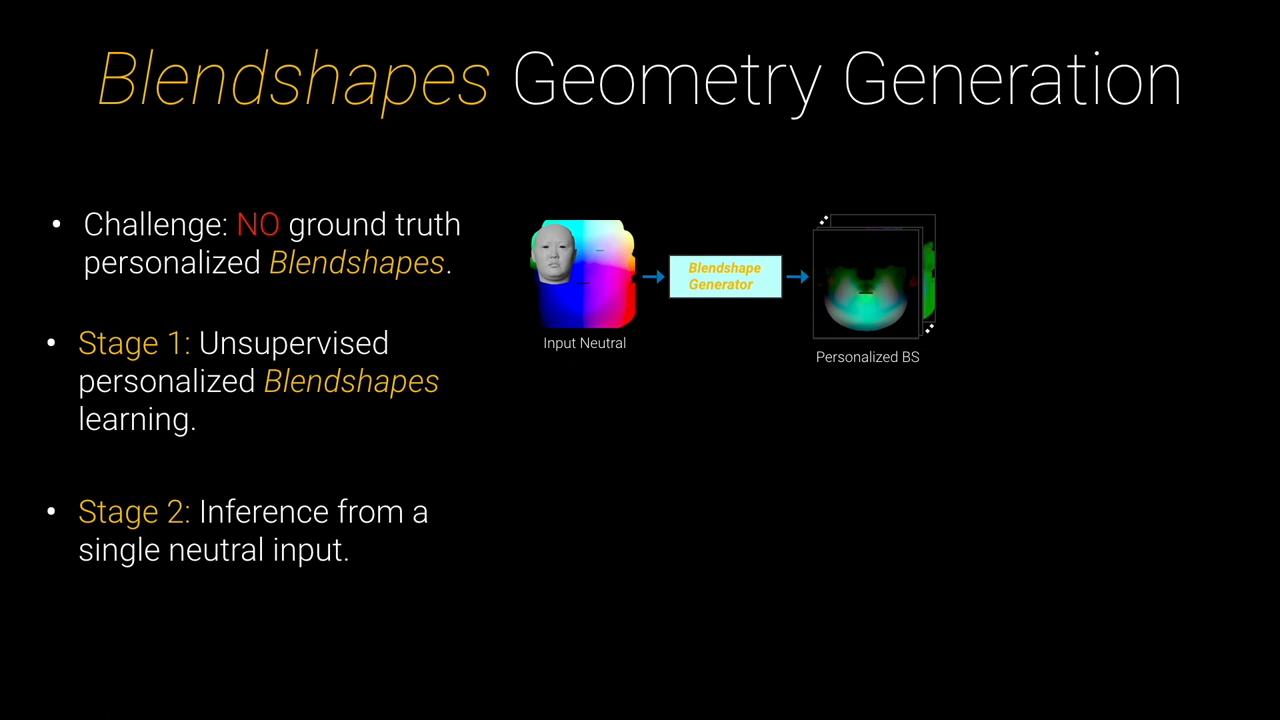 Blendshapes Geometry Generation
• Challenge: NO ground truth
personalized Blendshapes.
• Stage 1: Unsupervised
personalized Blendshapes
learning.
• Stage 2: Inference from a
single neutral input.
Blendshape
Generator
Input Neutral
Personalized BS